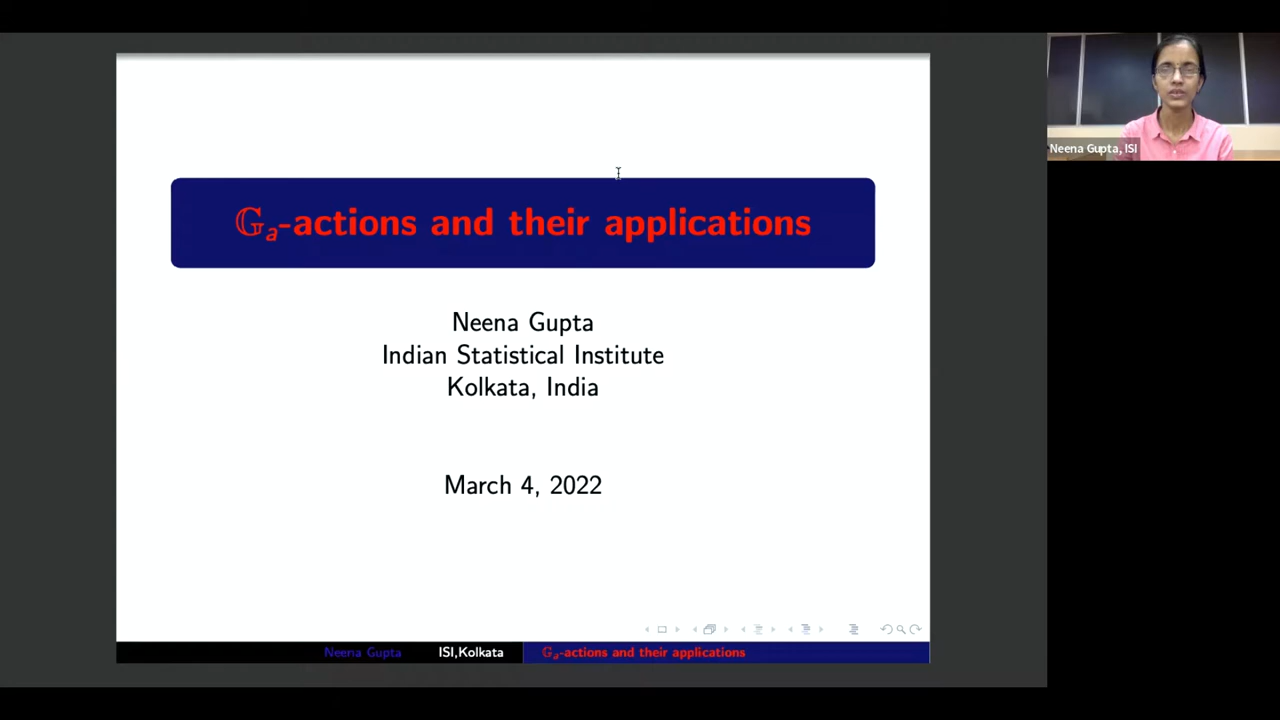 𝔾a-actions and their applications
Neena Gupta
Indian Statistical Institute
Kolkata, India
March 4, 2022
Neena Gupta ISI,Kolkata 𝔾a-actions and their applications
Neena Gupta, ISI